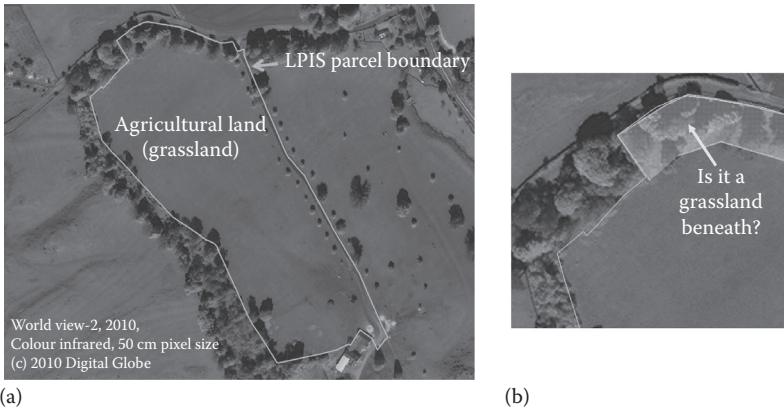 LPIS parcel boundary
Agricultural land
(grassland)
World view-2, 2010,
Colour infrared, 50 cm pixel size
(c) 2010 Digital Globe
(a)
Is it a
grassland
beneath?
(b)